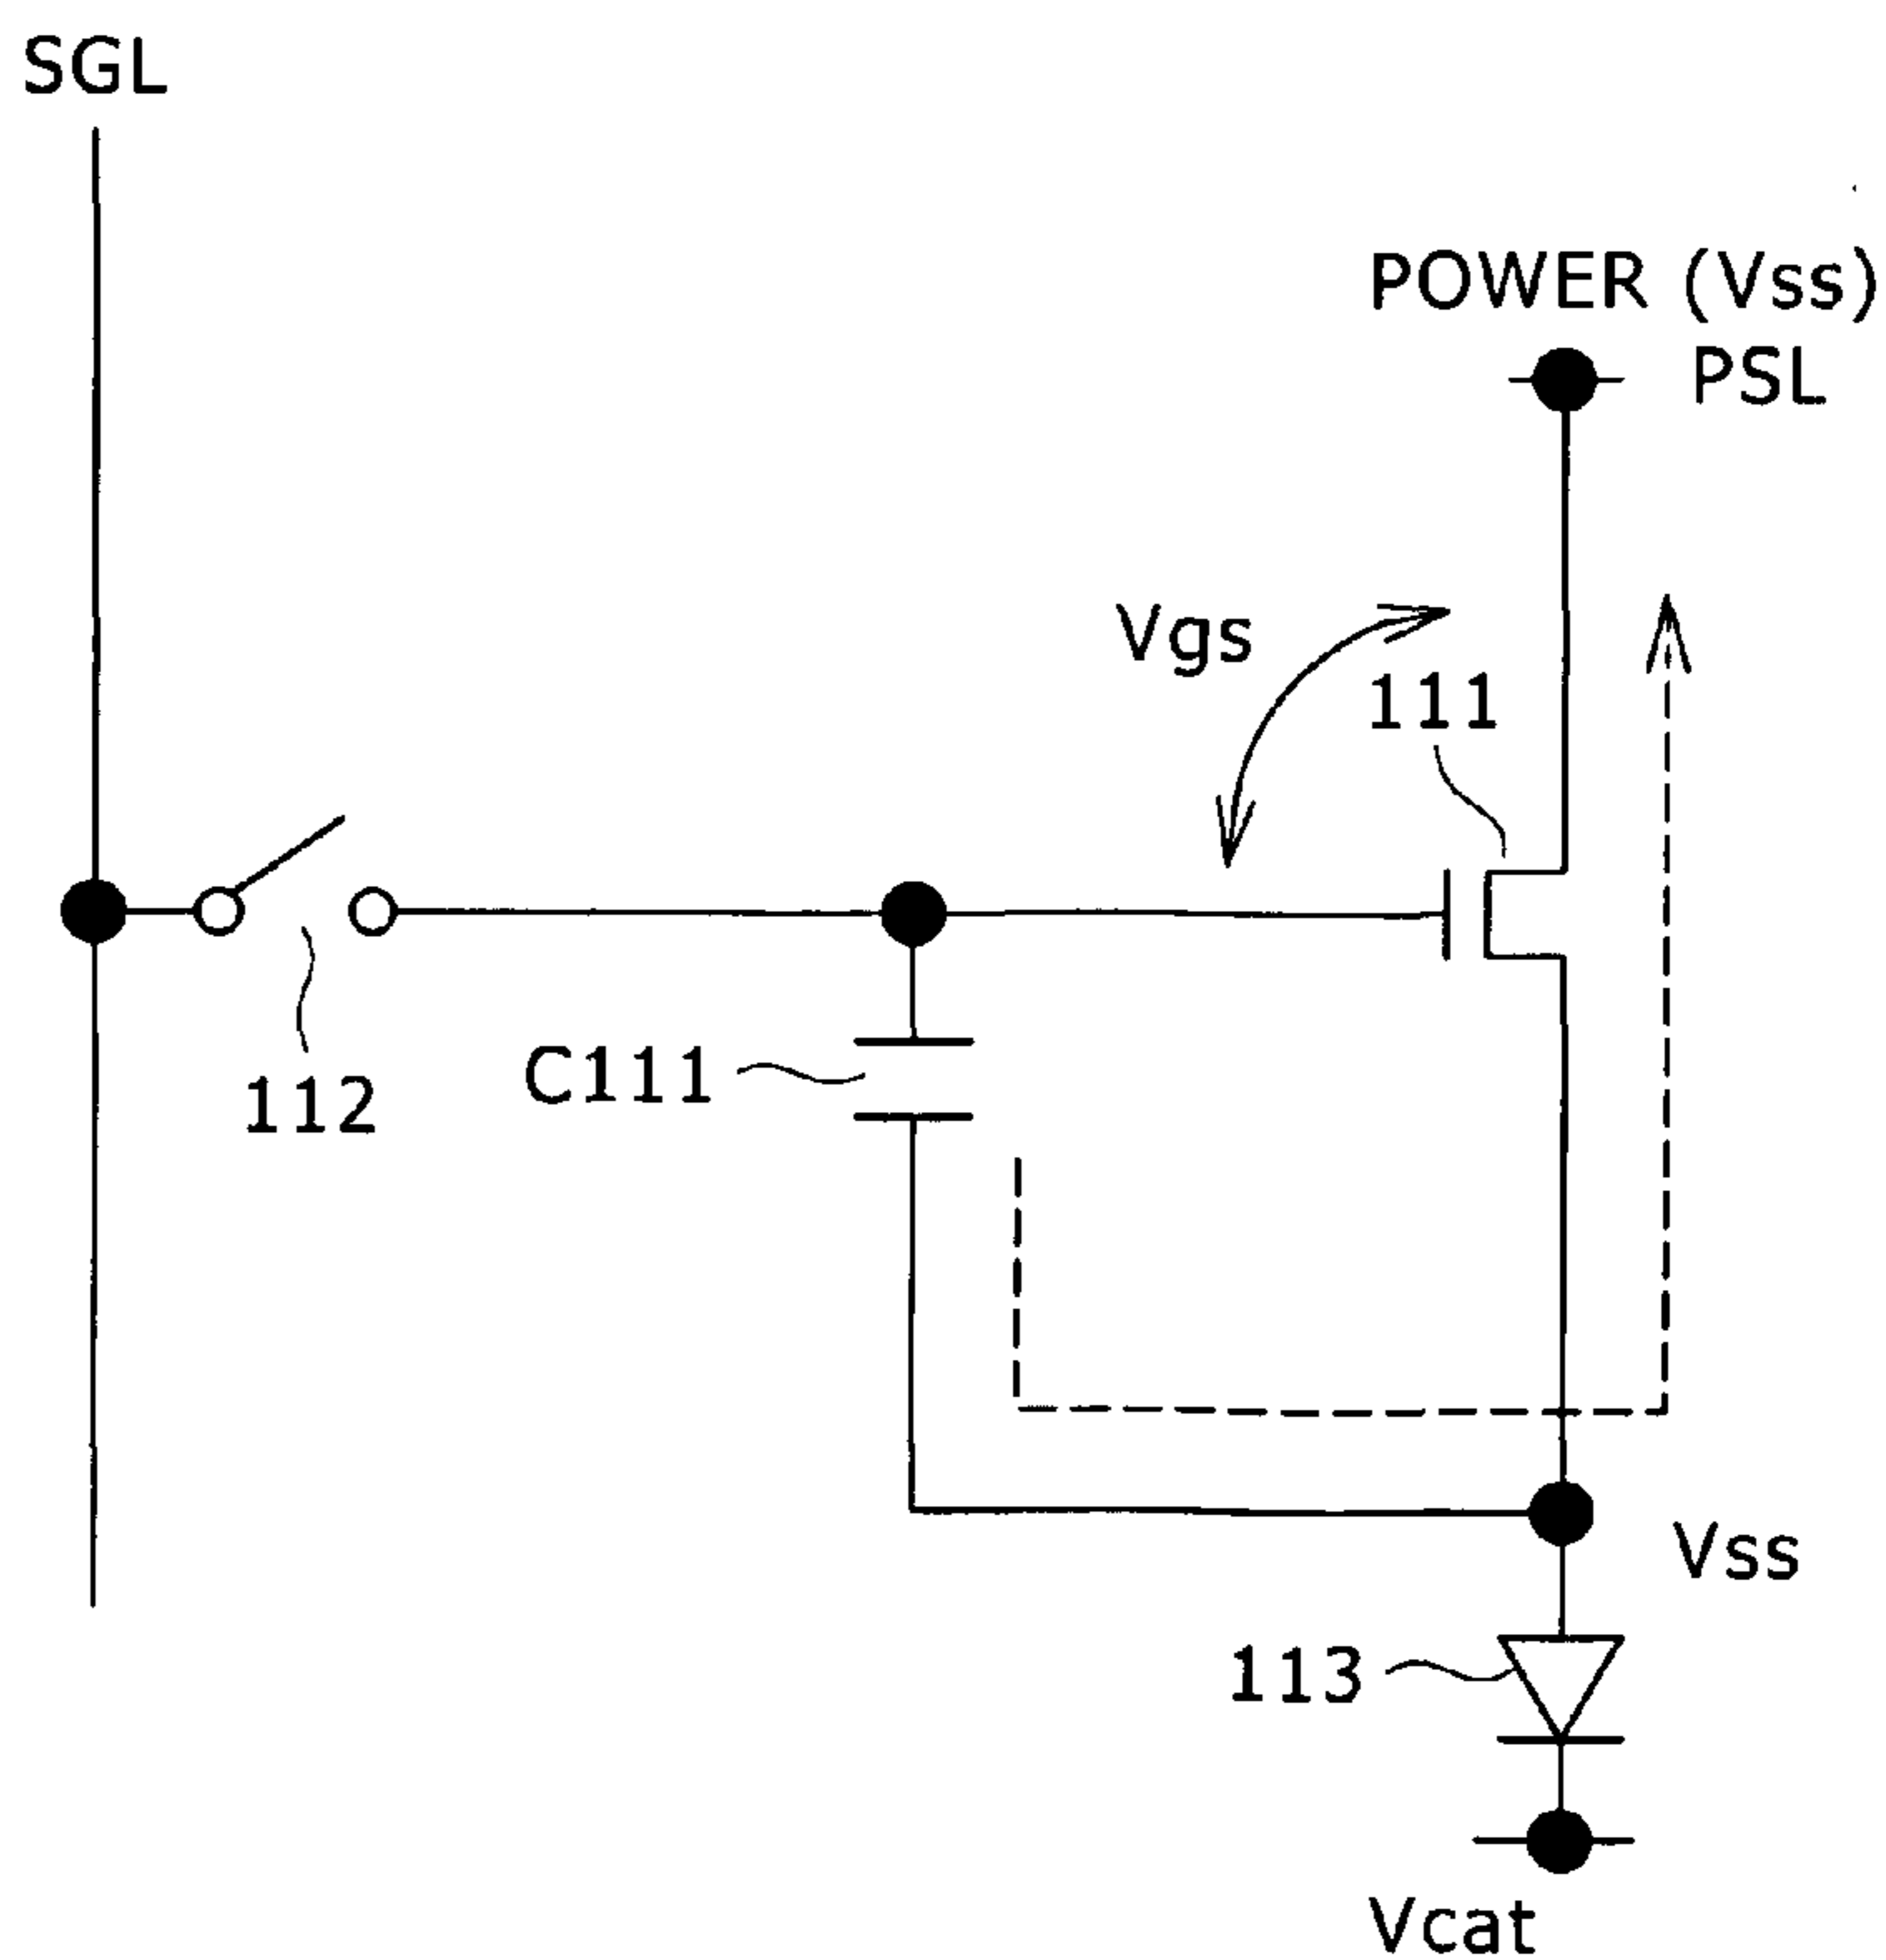 SGL
POWER (Vss)
PSL
Vgs
111
112
C111
Vss
113
Vcat